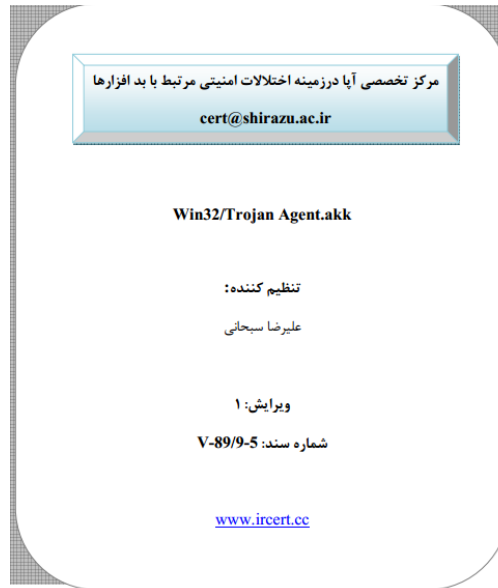 مرکز تخصصی آپا درزمینه اختلالات امنیتی مرتبط با بد افزارها
cert@shirazu.ac.ir
Win32/Trojan Agent.akk
تنظیم کننده:
علیرضا سبحانی
ویرایش: ۱
شماره سند: V-89/9-5
www.ircert.cc